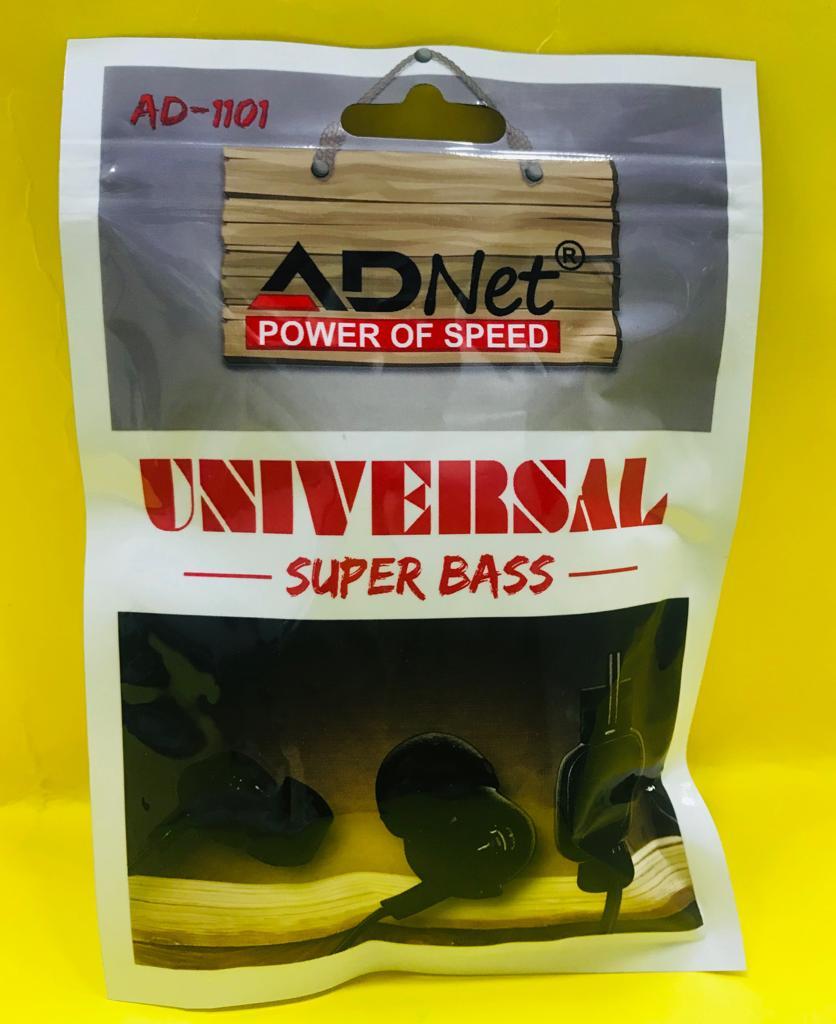 AD-1101
ADNet®
POWER OF SPEED
UNIVERSAL
SUPER BASS